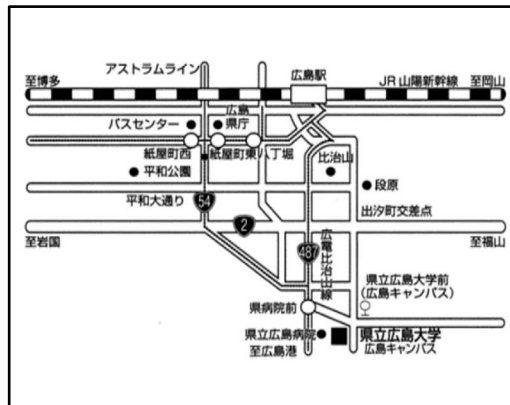 アストラムライン
広島駅
至博多
JR山陽新幹線
至岡山
バスセンター
広島
県庁
紙屋町西
紙屋町東
八丁堀
比治山
平和公園
段原
平和大通り
54
出汐町交差点
2
至岩国
至福山
487
広電比治山線
県立広島大学前
(広島キャンパス)
県病院前
県立広島病院
県立広島大学
広島キャンパス
至広島港